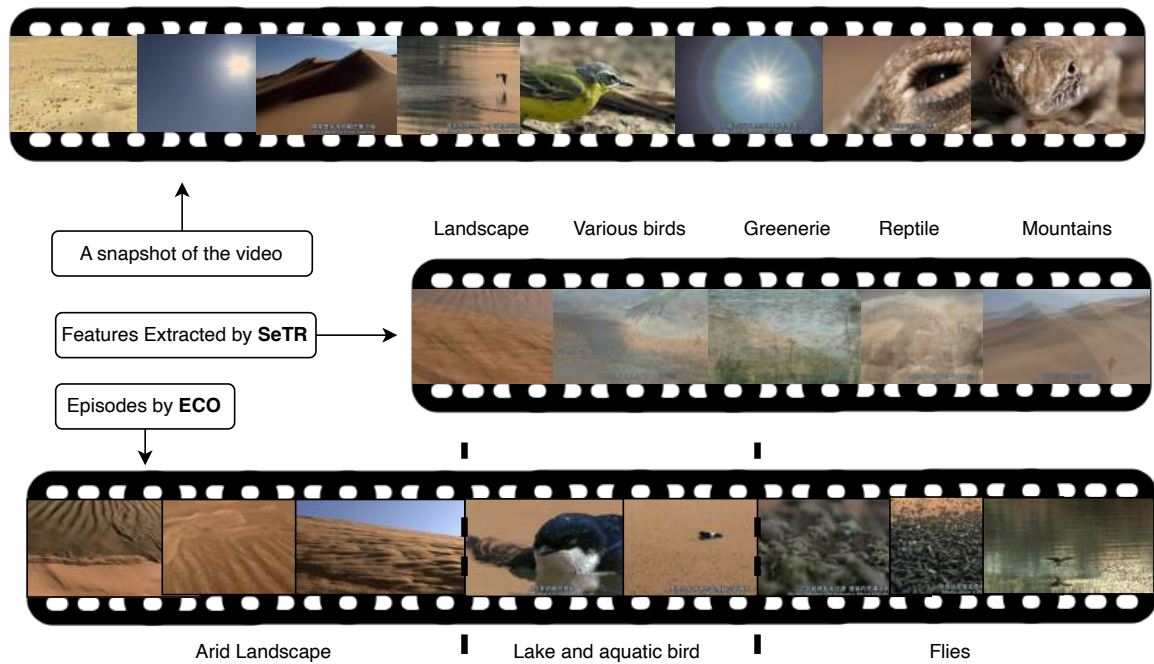 A snapshot of the video
Landscape
Various birds
Greenerie
Reptile
Mountains
Features Extracted by SeTR
Episodes by ECO
Arid Landscape
Lake and aquatic bird
Flies